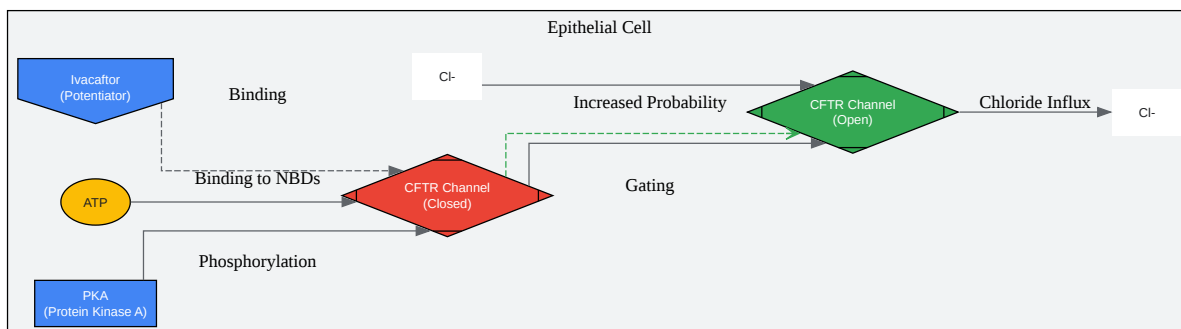 Epithelial Cell
Ivacaftor
(Potentiator)
Binding
Cl-
Increased Probability
CFTR Channel
(Open)
Chloride Influx
Cl-
Binding to NBDs
ATP
CFTR Channel
(Closed)
Gating
Phosphorylation
PKA
(Protein Kinase A)